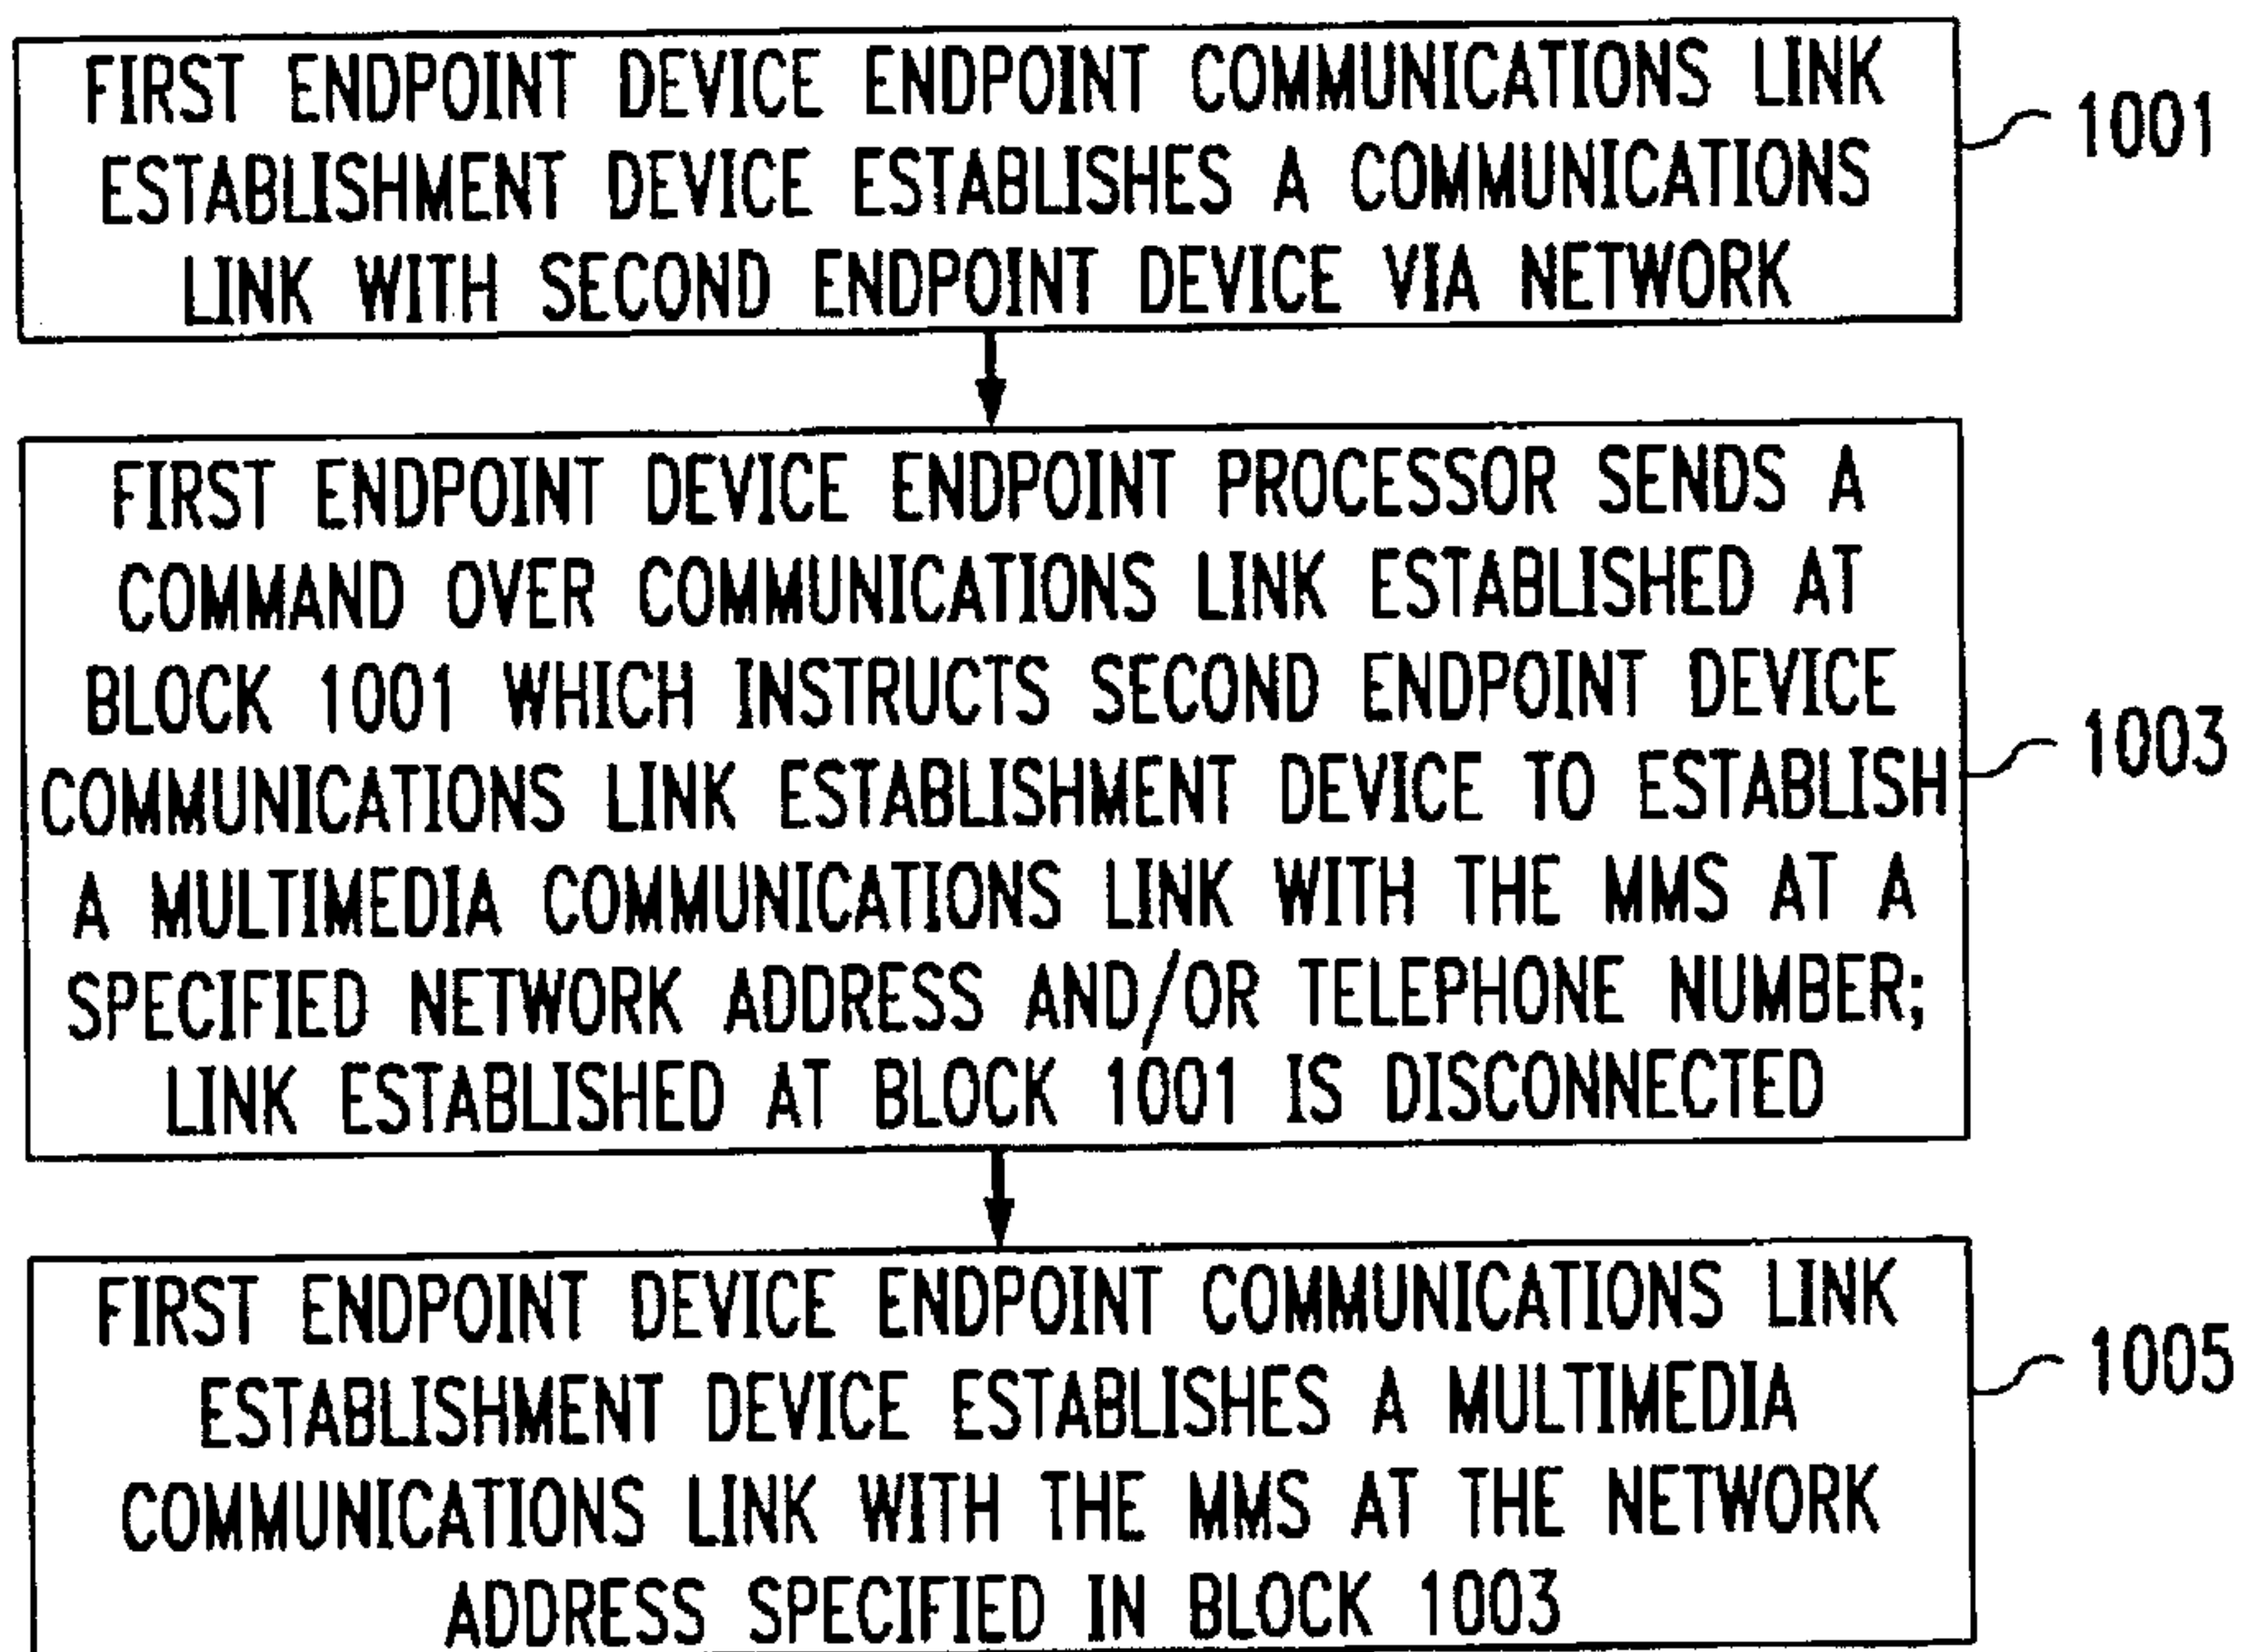 FIRST ENDPOINT DEVICE ENDPOINT COMMUNICATIONS LINK
ESTABLISHMENT DEVICE ESTABLISHES A COMMUNICATIONS
LINK WITH SECOND ENDPOINT DEVICE VIA NETWORK
1001
FIRST ENDPOINT DEVICE ENDPOINT PROCESSOR SENDS A
COMMAND OVER COMMUNICATIONS LINK ESTABLISHED AT
BLOCK 1001 WHICH INSTRUCTS SECOND ENDPOINT DEVICE
COMMUNICATIONS LINK ESTABLISHMENT DEVICE TO ESTABLISH
A MULTIMEDIA COMMUNICATIONS LINK WITH THE MMS AT A
SPECIFIED NETWORK ADDRESS AND/OR TELEPHONE NUMBER;
LINK ESTABLISHED AT BLOCK 1001 IS DISCONNECTED
1003
FIRST ENDPOINT DEVICE ENDPOINT COMMUNICATIONS LINK
ESTABLISHMENT DEVICE ESTABLISHES A MULTIMEDIA
COMMUNICATIONS LINK WITH THE MMS AT THE NETWORK
ADDRESS SPECIFIED IN BLOCK 1003
1005